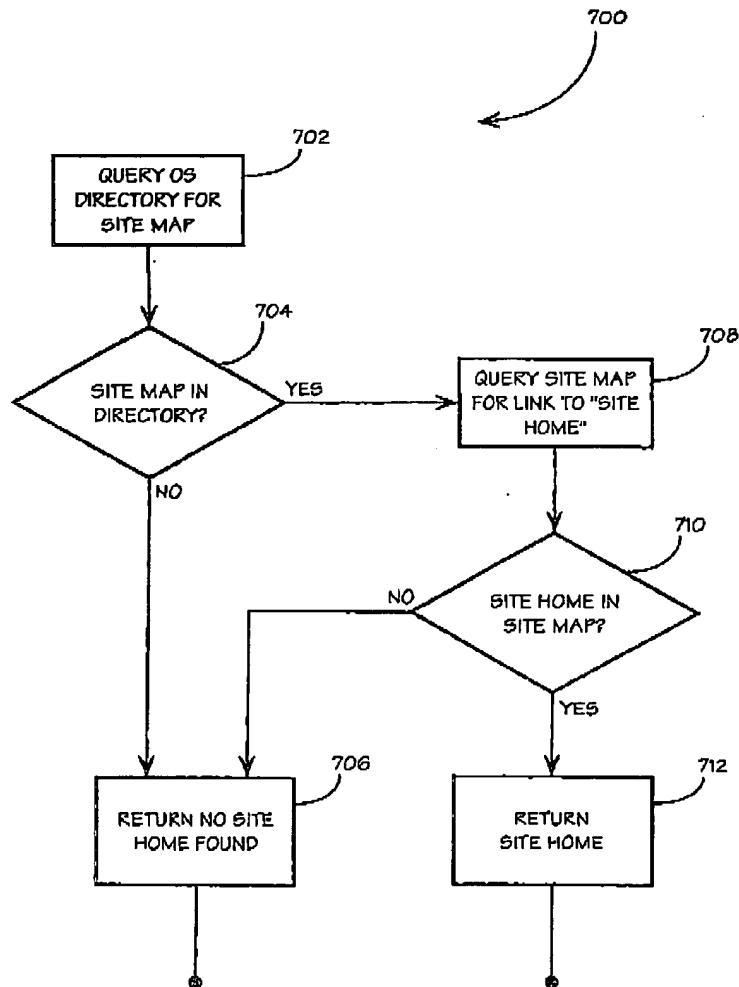 700
702
QUERY OS
DIRECTORY FOR
SITE MAP
704
SITE MAP IN
DIRECTORY?
YES
NO
708
QUERY SITE MAP
FOR LINK TO "SITE
HOME"
710
SITE HOME IN
SITE MAP?
NO
YES
706
RETURN NO SITE
HOME FOUND
712
RETURN
SITE HOME